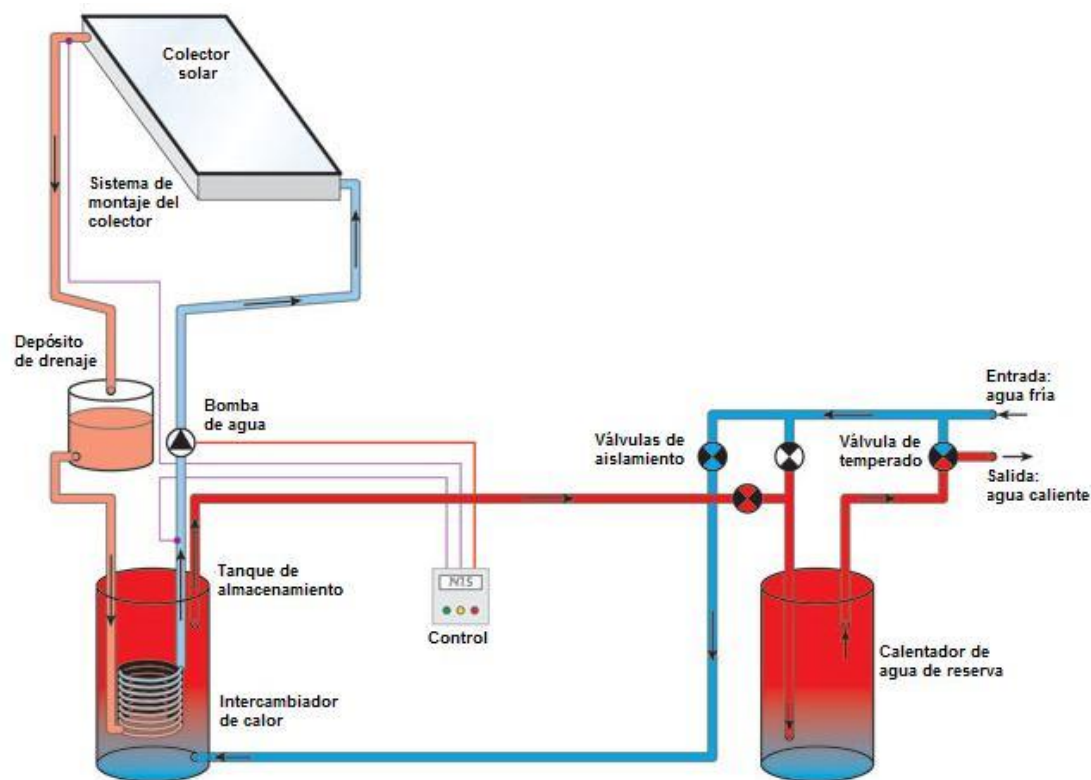 Colector
solar
Sistema de
montaje del
colector
Depósito
de drenaje
Bomba
de agua
Entrada:
agua fría
Válvulas de
aislamiento
Válvula de
temperado
Salida:
agua caliente
Tanque de
almacenamiento
Control
Calentador de
agua de reserva
Intercambiador
de calor